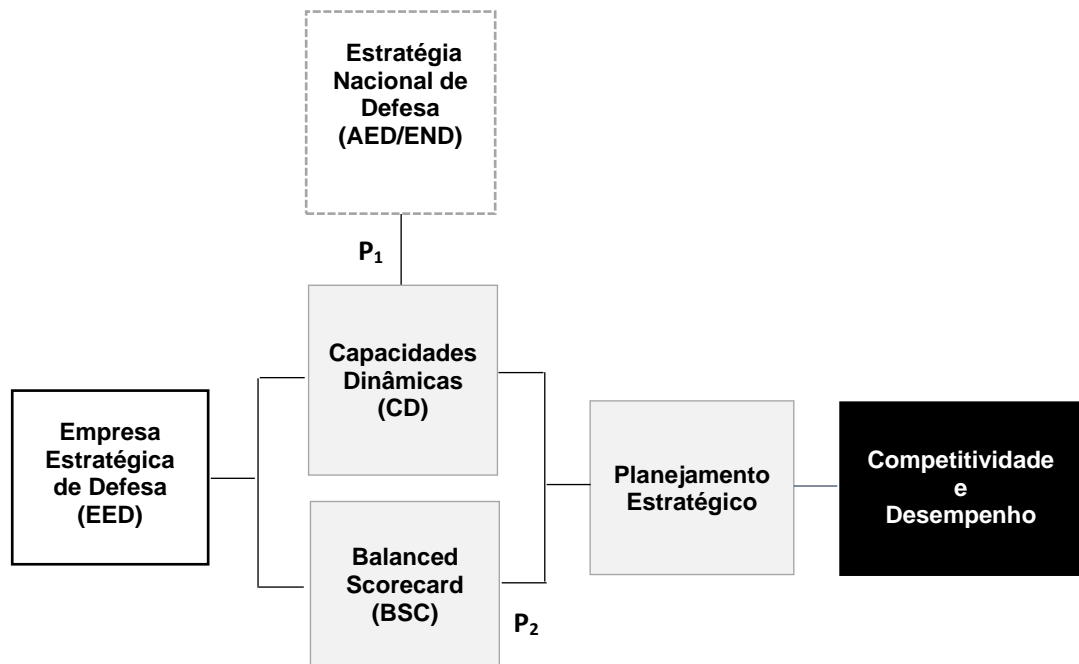 Estratégia
Nacional de
Defesa
(AED/END)
P₁
Capacidades
Dinâmicas
(CD)
Empresa
Estratégica
de Defesa
(EED)
Planejamento
Estratégico
Competitividade
e
Desempenho
Balanced
Scorecard
(BSC)
P₂